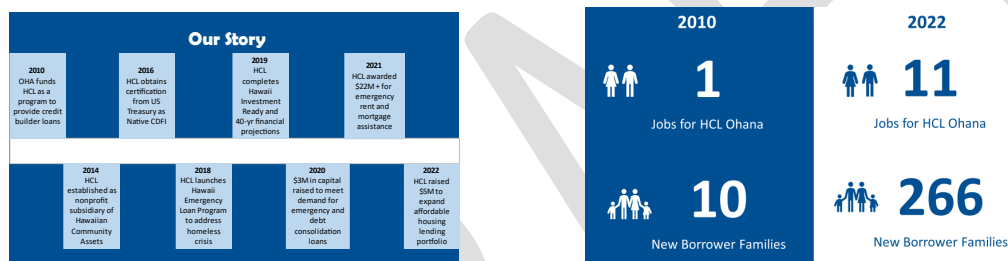 Our Story
2010
OHA funds
HCL as a
program to
provide credit
builder loans
2016
HCL obtains
certification
from US
Treasury as
Native CDFI
2019
HCL
completes
Hawaii
Investment
Ready and
40-yr financial
projections
2021
HCL awarded
$22M+ for
emergency
rent and
mortgage
assistance
2014
HCL
established as
nonprofit
subsidiary of
Hawaiian
Community
Assets
2018
HCL launches
Hawaii
Emergency
Loan Program
to address
homeless
crisis
2020
$3M in capital
raised to meet
demand for
emergency and
debt
consolidation
loans
2022
HCL raised
$5M to
expand
affordable
housing
lending
portfolio
2010
1
Jobs for HCL Ohana
10
New Borrower Families
2022
11
Jobs for HCL Ohana
266
New Borrower Families